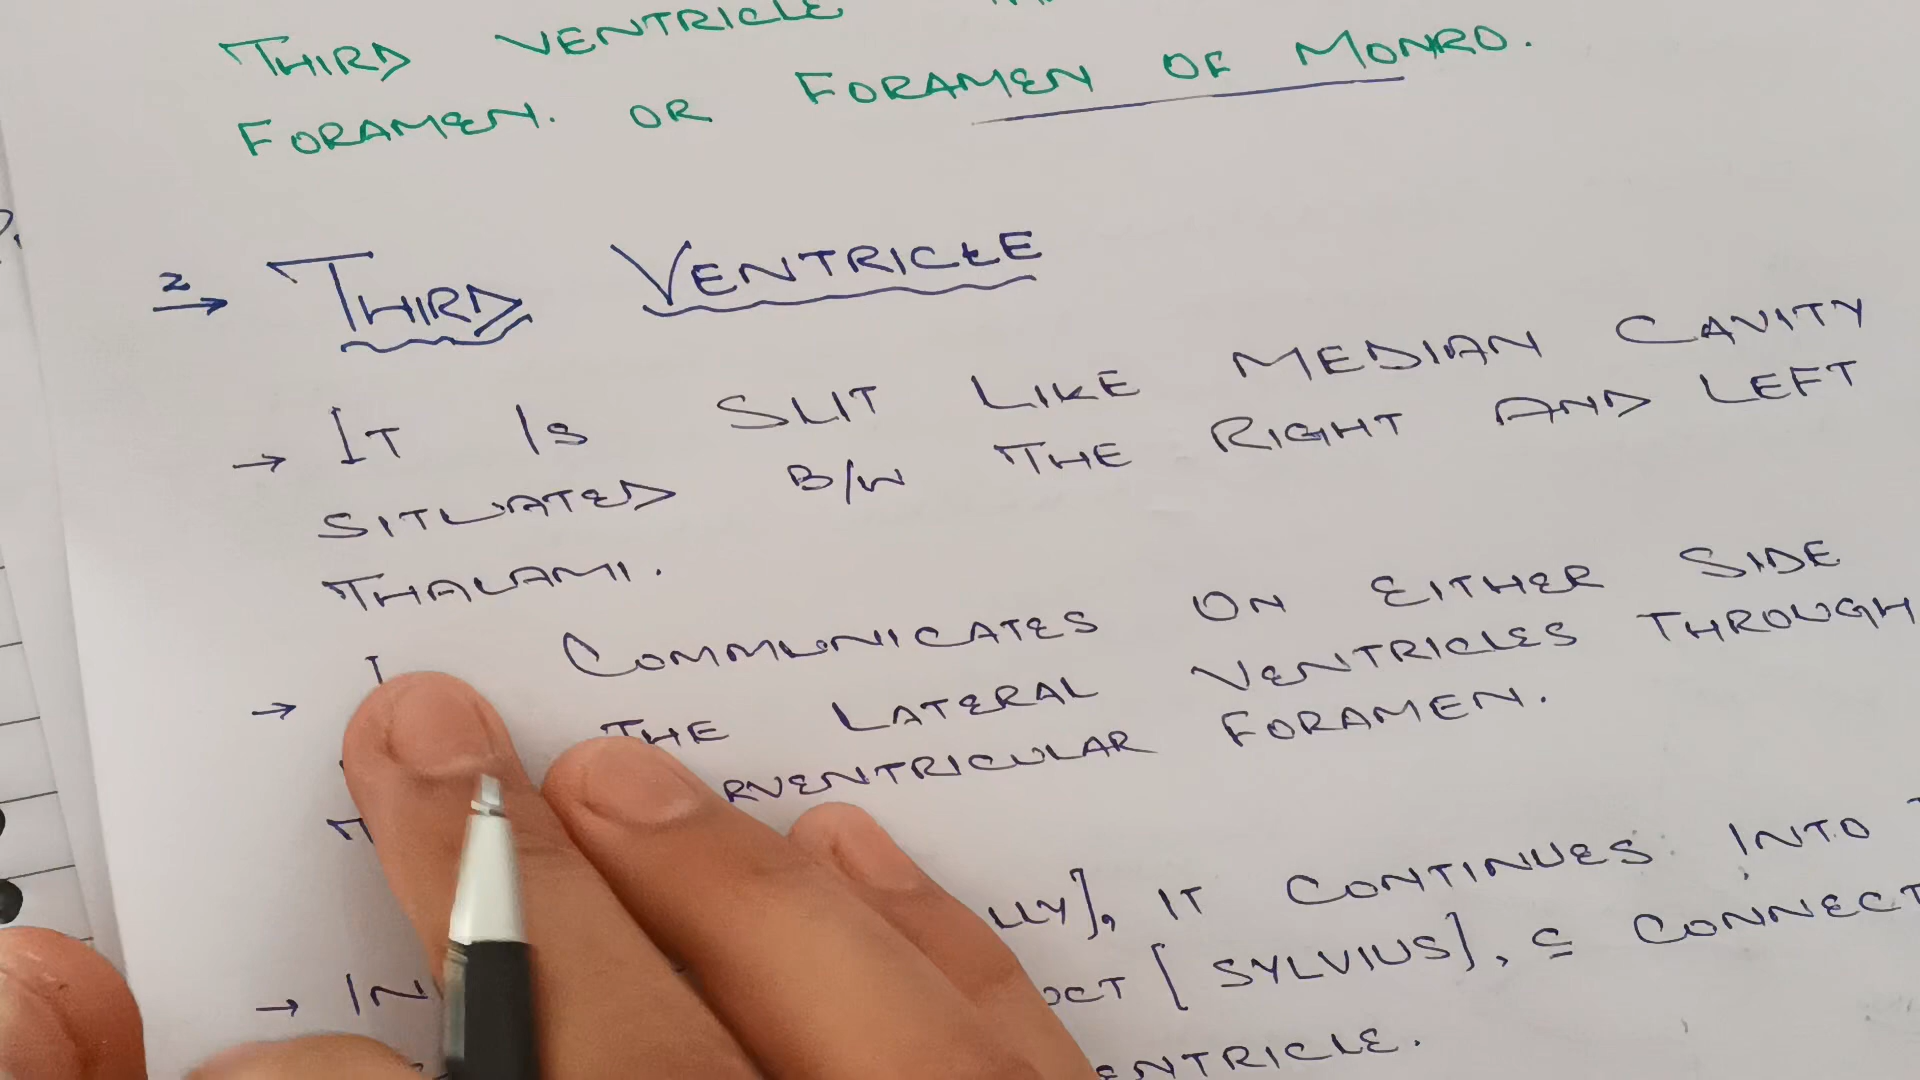 THIRD VENTRICLE
FORAMEN. OR FORAMEN OF MONRO.
2 → THIRD VENTRICLE
→ IT IS SLIT LIKE MEDIAN CAVITY
SITUATED B/W THE RIGHT AND LEFT
THALAMI.
→ COMMUNICATES ON EITHER SIDE
THE LATERAL VENTRICLES THROUGH
RVENTRICULAR FORAMEN.
LLY], IT CONTINUES INTO
→ IN
[SYLVIUS], C CONNECT
ENTRICLE.